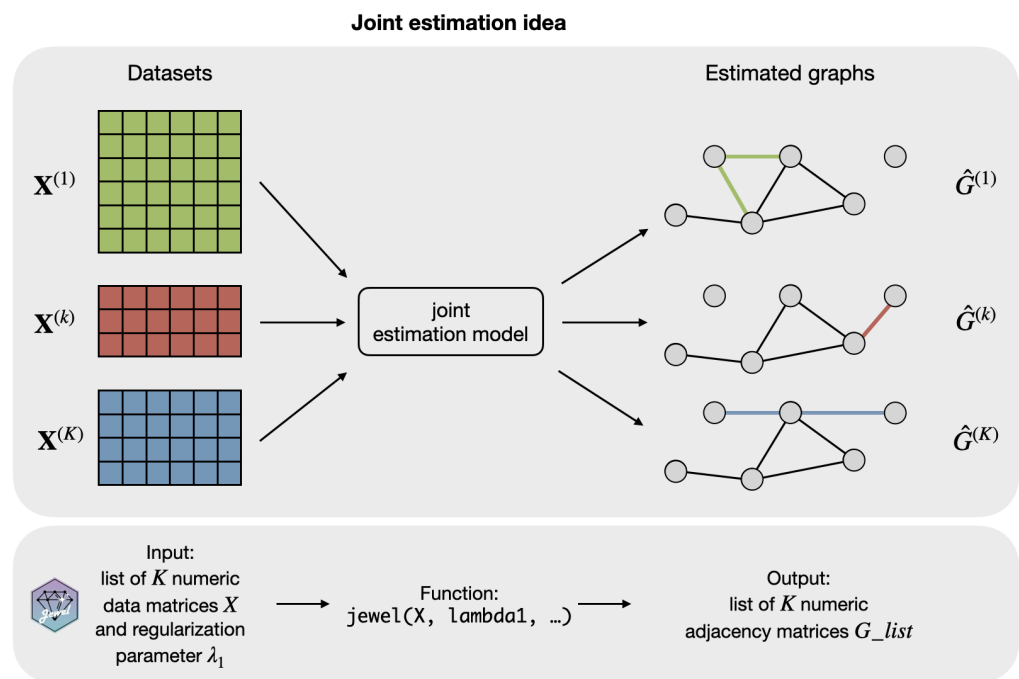 Joint estimation idea
Datasets
Estimated graphs
X^(1)
Ĝ^(1)
X^(k)
joint
estimation model
Ĝ^(k)
X^(K)
Ĝ^(K)
jewel
Input:
list of K numeric
data matrices X
and regularization
parameter λ₁
Function:
jewel(X, lambda1, …)
Output:
list of K numeric
adjacency matrices G_list